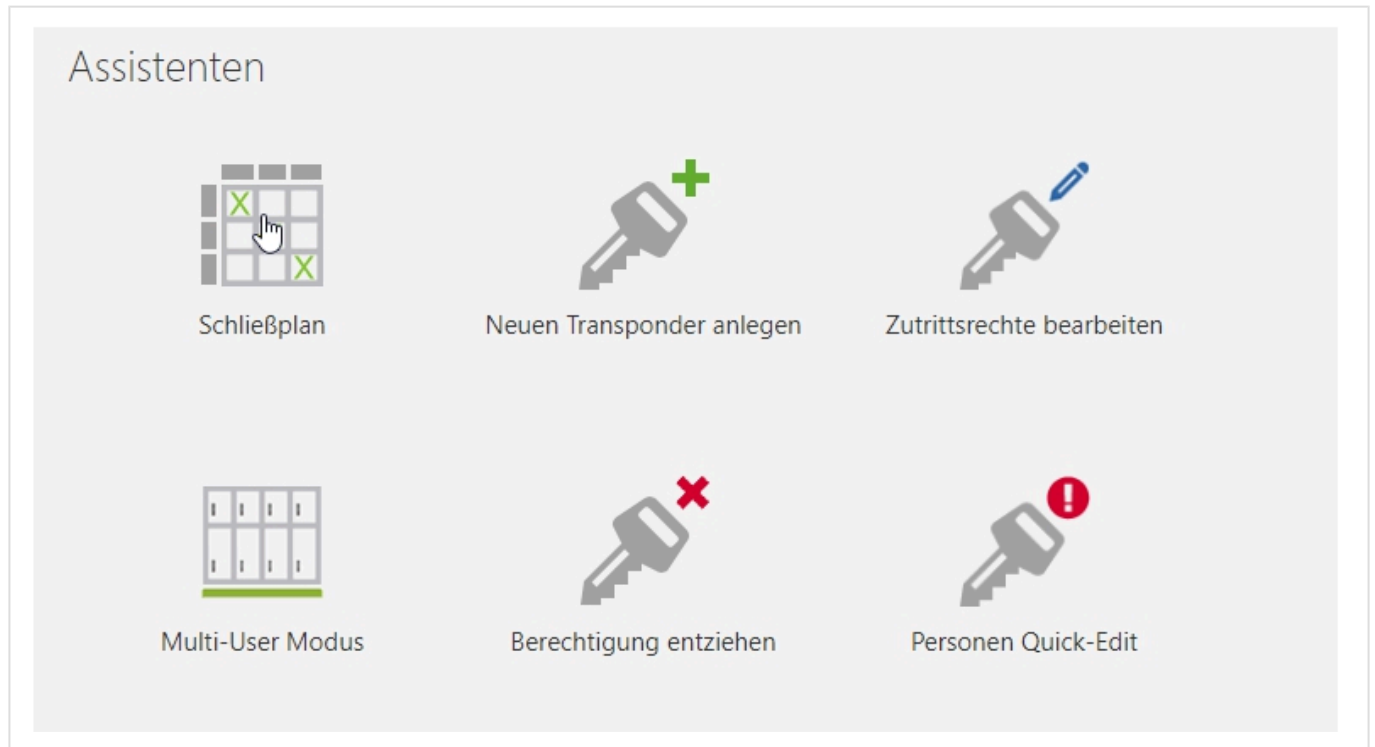 Assistenten
X
X
Schließplan
Neuen Transponder anlegen
Zutrittsrechte bearbeiten
Multi-User Modus
Berechtigung entziehen
Personen Quick-Edit